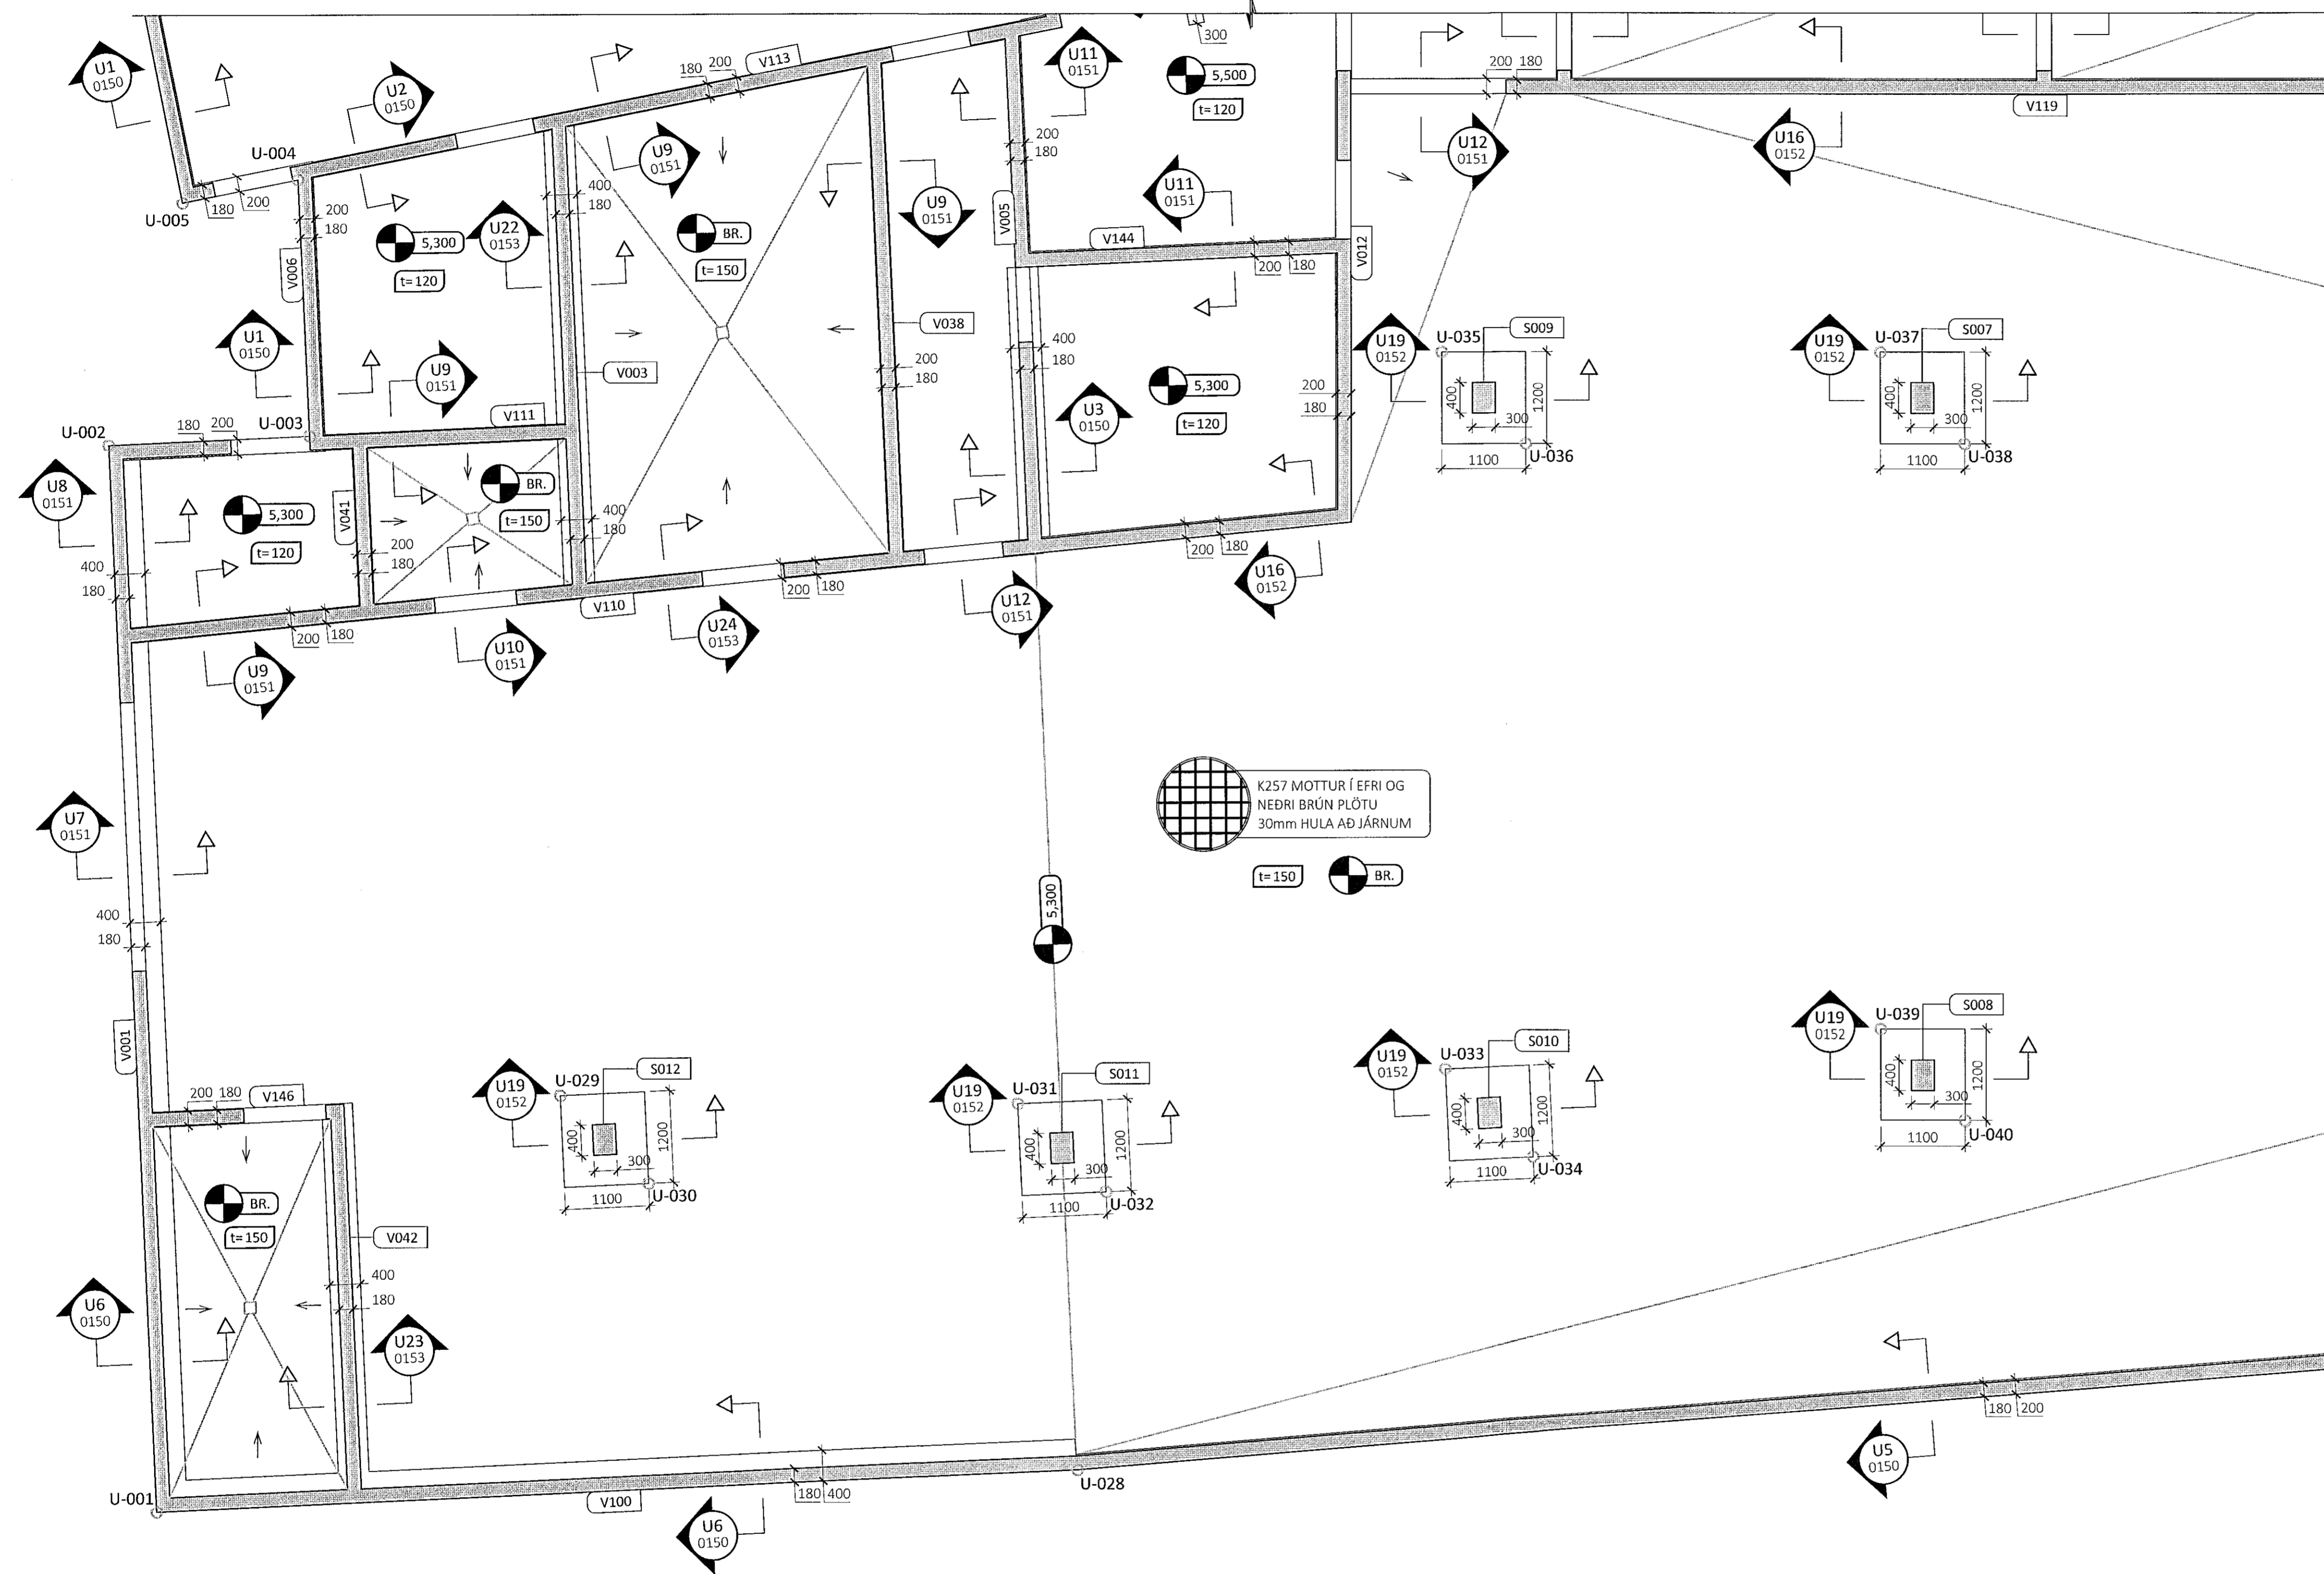 300
U1
0150
U2
0150
180
200
V113
U11
0151
5,500
t=120
200
180
V119
U12
0151
U16
0152
U-004
U-005
180
200
200
180
V006
5,300
t=120
U22
0153
400
180
U9
0151
BR.
t=150
U9
0151
200
180
V005
U11
0151
V144
200
180
V012
U1
0150
U9
0151
V111
V003
V038
200
180
400
180
U3
0150
5,300
t=120
200
180
U19
0152
U-035
S009
400
300
1200
1100
U-036
U19
0152
U-037
S007
400
300
1200
1100
U-038
U-002
180
200
U-003
U8
0151
5,300
t=120
V041
BR.
t=150
400
180
200
180
400
180
200
180
200
180
V110
200
180
U16
0152
U9
0151
U10
0151
U24
0153
U12
0151
U7
0151
K257 MOTTUR Í EFRI OG
NEÐRI BRÚN PLÖTU
30mm HULA AÐ JÁRNUM
t=150
BR.
5,300
400
180
V001
200
180
V146
U19
0152
U-029
S012
400
300
1200
1100
U-030
U19
0152
U-031
S011
400
300
1200
1100
U-032
U19
0152
U-033
S010
400
300
1200
1100
U-034
U19
0152
U-039
S008
400
300
1200
1100
U-040
BR.
t=150
V042
400
180
U6
0150
U23
0153
180
200
U5
0150
U-001
V100
180
400
U-028
U6
0150